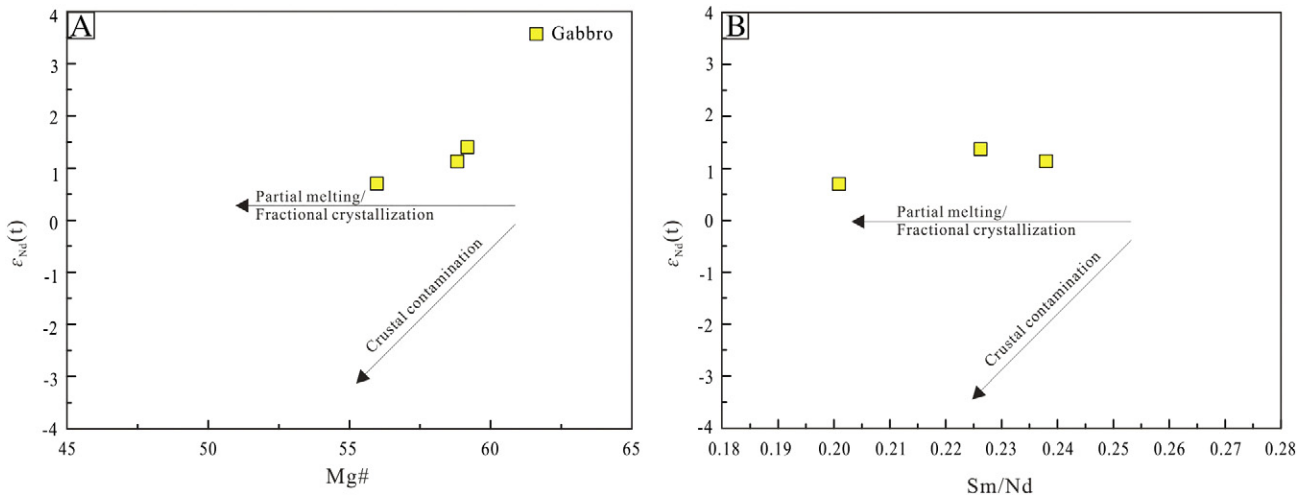 A
Gabbro
4
3
2
1
0
-1
-2
-3
-4
εNd(t)
Partial melting/
Fractional crystallization
Crustal contamination
45
50
55
60
65
Mg#
B
4
3
2
1
0
-1
-2
-3
-4
εNd(t)
Partial melting/
Fractional crystallization
Crustal contamination
0.18
0.19
0.20
0.21
0.22
0.23
0.24
0.25
0.26
0.27
0.28
Sm/Nd